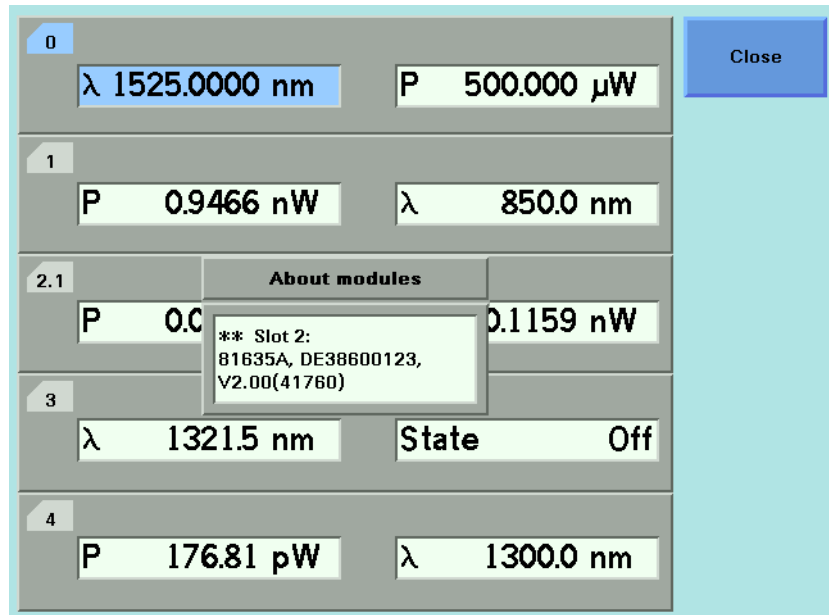 0
λ 1525.0000 nm P 500.000 µW
Close
1
P 0.9466 nW λ 850.0 nm
2.1
P
About modules
** Slot 2:
81635A, DE38600123,
V2.00(41760)
.1159 nW
3
λ 1321.5 nm State Off
4
P 176.81 pW λ 1300.0 nm